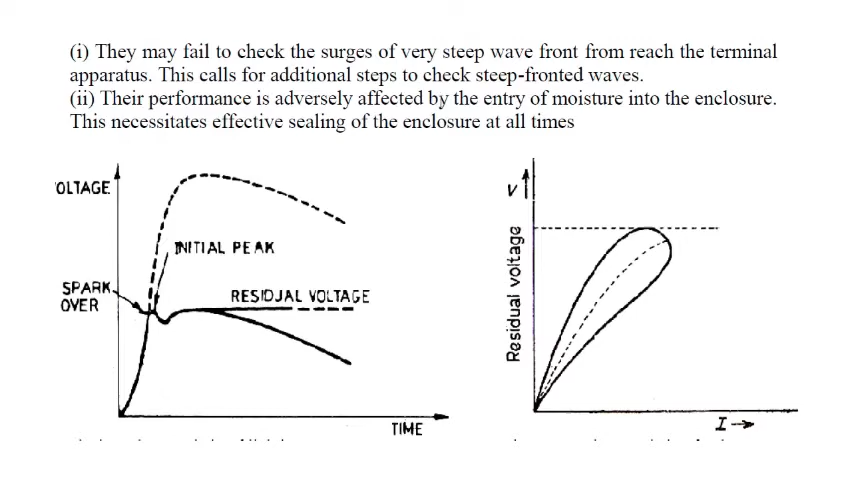 (i) They may fail to check the surges of very steep wave front from reach the terminal
apparatus. This calls for additional steps to check steep-fronted waves.
(ii) Their performance is adversely affected by the entry of moisture into the enclosure.
This necessitates effective sealing of the enclosure at all times
OLTAGE
INITIAL PEAK
SPARK
OVER
RESIDUAL VOLTAGE
TIME
V
Residual voltage
I